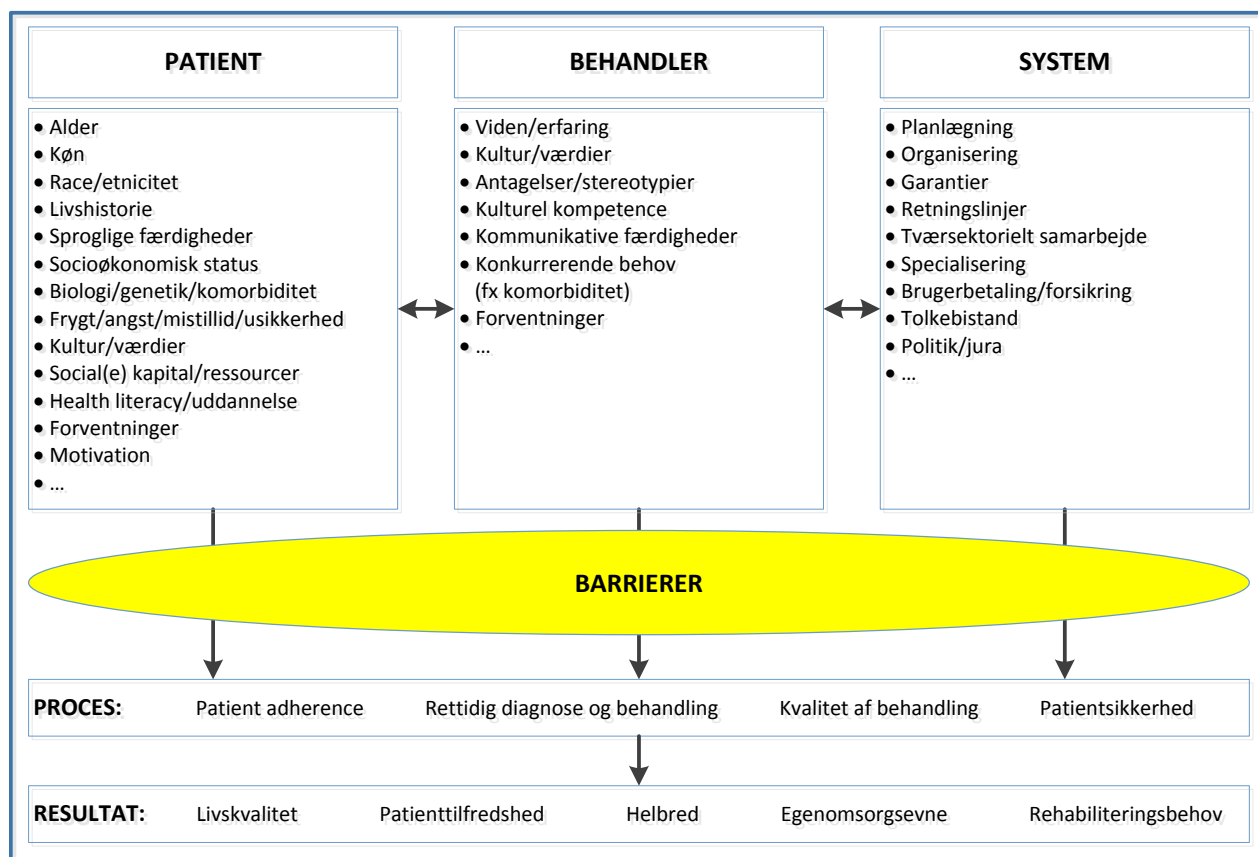 PATIENT
• Alder
• Køn
• Race/etnicitet
• Livshistorie
• Sproglige færdigheder
• Socioøkonomisk status
• Biologi/genetik/komorbiditet
• Frygt/angst/mistillid/usikkerhed
• Kultur/værdier
• Social(e) kapital/ressourcer
• Health literacy/uddannelse
• Forventninger
• Motivation
• ...
BEHANDLER
• Viden/erfaring
• Kultur/værdier
• Antagelser/stereotypier
• Kulturel kompetence
• Kommunikative færdigheder
• Konkurrerende behov
(fx komorbiditet)
• Forventninger
• ...
SYSTEM
• Planlægning
• Organisering
• Garantier
• Retningslinjer
• Tværsektorielt samarbejde
• Specialisering
• Brugerbetaling/forsikring
• Tolkebistand
• Politik/jura
• ...
BARRIERER
PROCES: Patient adherence Rettidig diagnose og behandling Kvalitet af behandling Patientsikkerhed
RESULTAT: Livskvalitet Patienttilfredshed Helbred Egenomsorgsevne Rehabiliteringsbehov